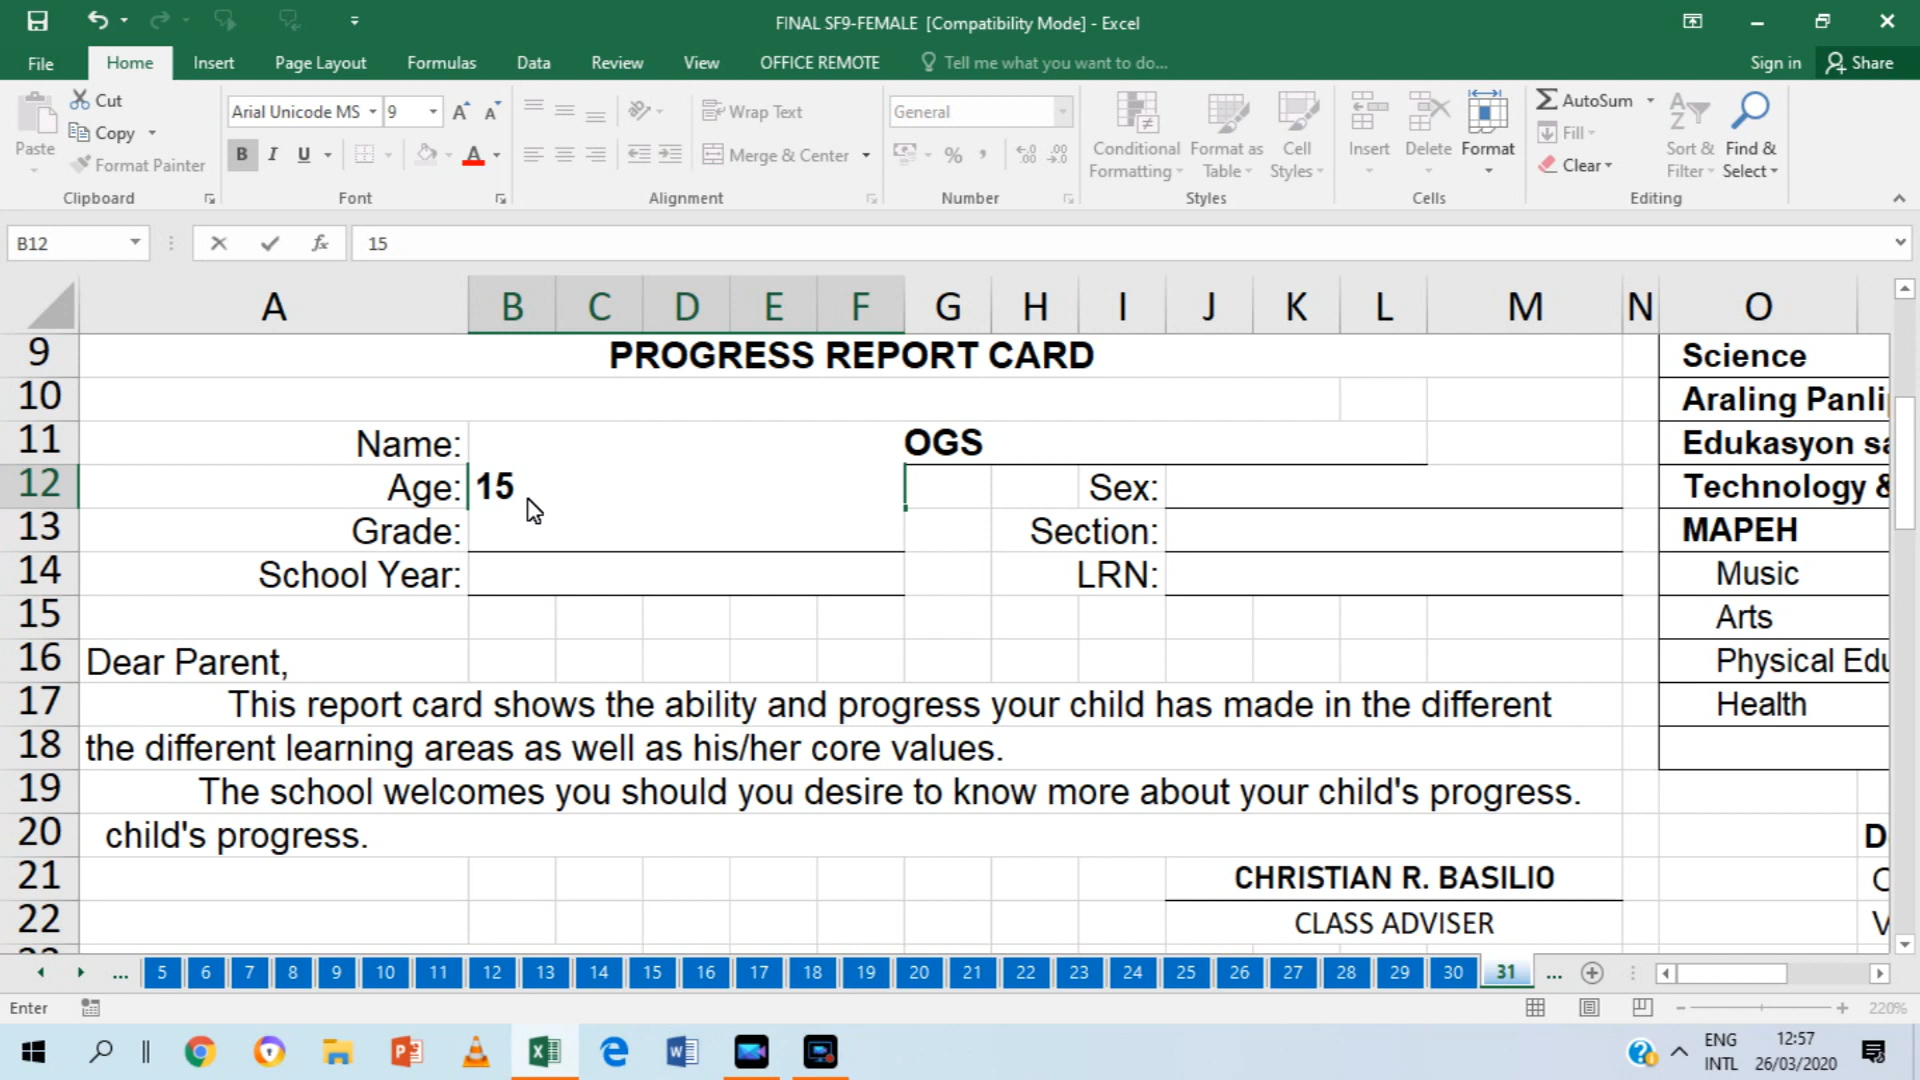 FINAL SF9-FEMALE [Compatibility Mode] - Excel
File Home Insert Page Layout Formulas Data Review View OFFICE REMOTE Tell me what you want to do... Sign in Share
Paste Cut Copy Format Painter
Arial Unicode MS 9
B I U A
Wrap Text
Merge & Center
General
%
Conditional Formatting Format as Table Cell Styles
Insert Delete Format
AutoSum
Fill
Clear
Sort & Filter Find & Select
Clipboard Font Alignment Number Styles Cells Editing
B12 fx 15
A B C D E F G H I J K L M N O
9 PROGRESS REPORT CARD Science
10 Araling Panli
11 Name: OGS Edukasyon sa
12 Age: 15 Sex: Technology &
13 Grade: Section: MAPEH
14 School Year: LRN: Music
15 Arts
16 Dear Parent, Physical Edu
17 This report card shows the ability and progress your child has made in the different Health
18 the different learning areas as well as his/her core values.
19 The school welcomes you should you desire to know more about your child's progress.
20 child's progress. D
21 CHRISTIAN R. BASILIO
22 CLASS ADVISER
... 5 6 7 8 9 10 11 12 13 14 15 16 17 18 19 20 21 22 23 24 25 26 27 28 29 30 31 ...
Enter 220%
ENG 12:57
INTL 26/03/2020